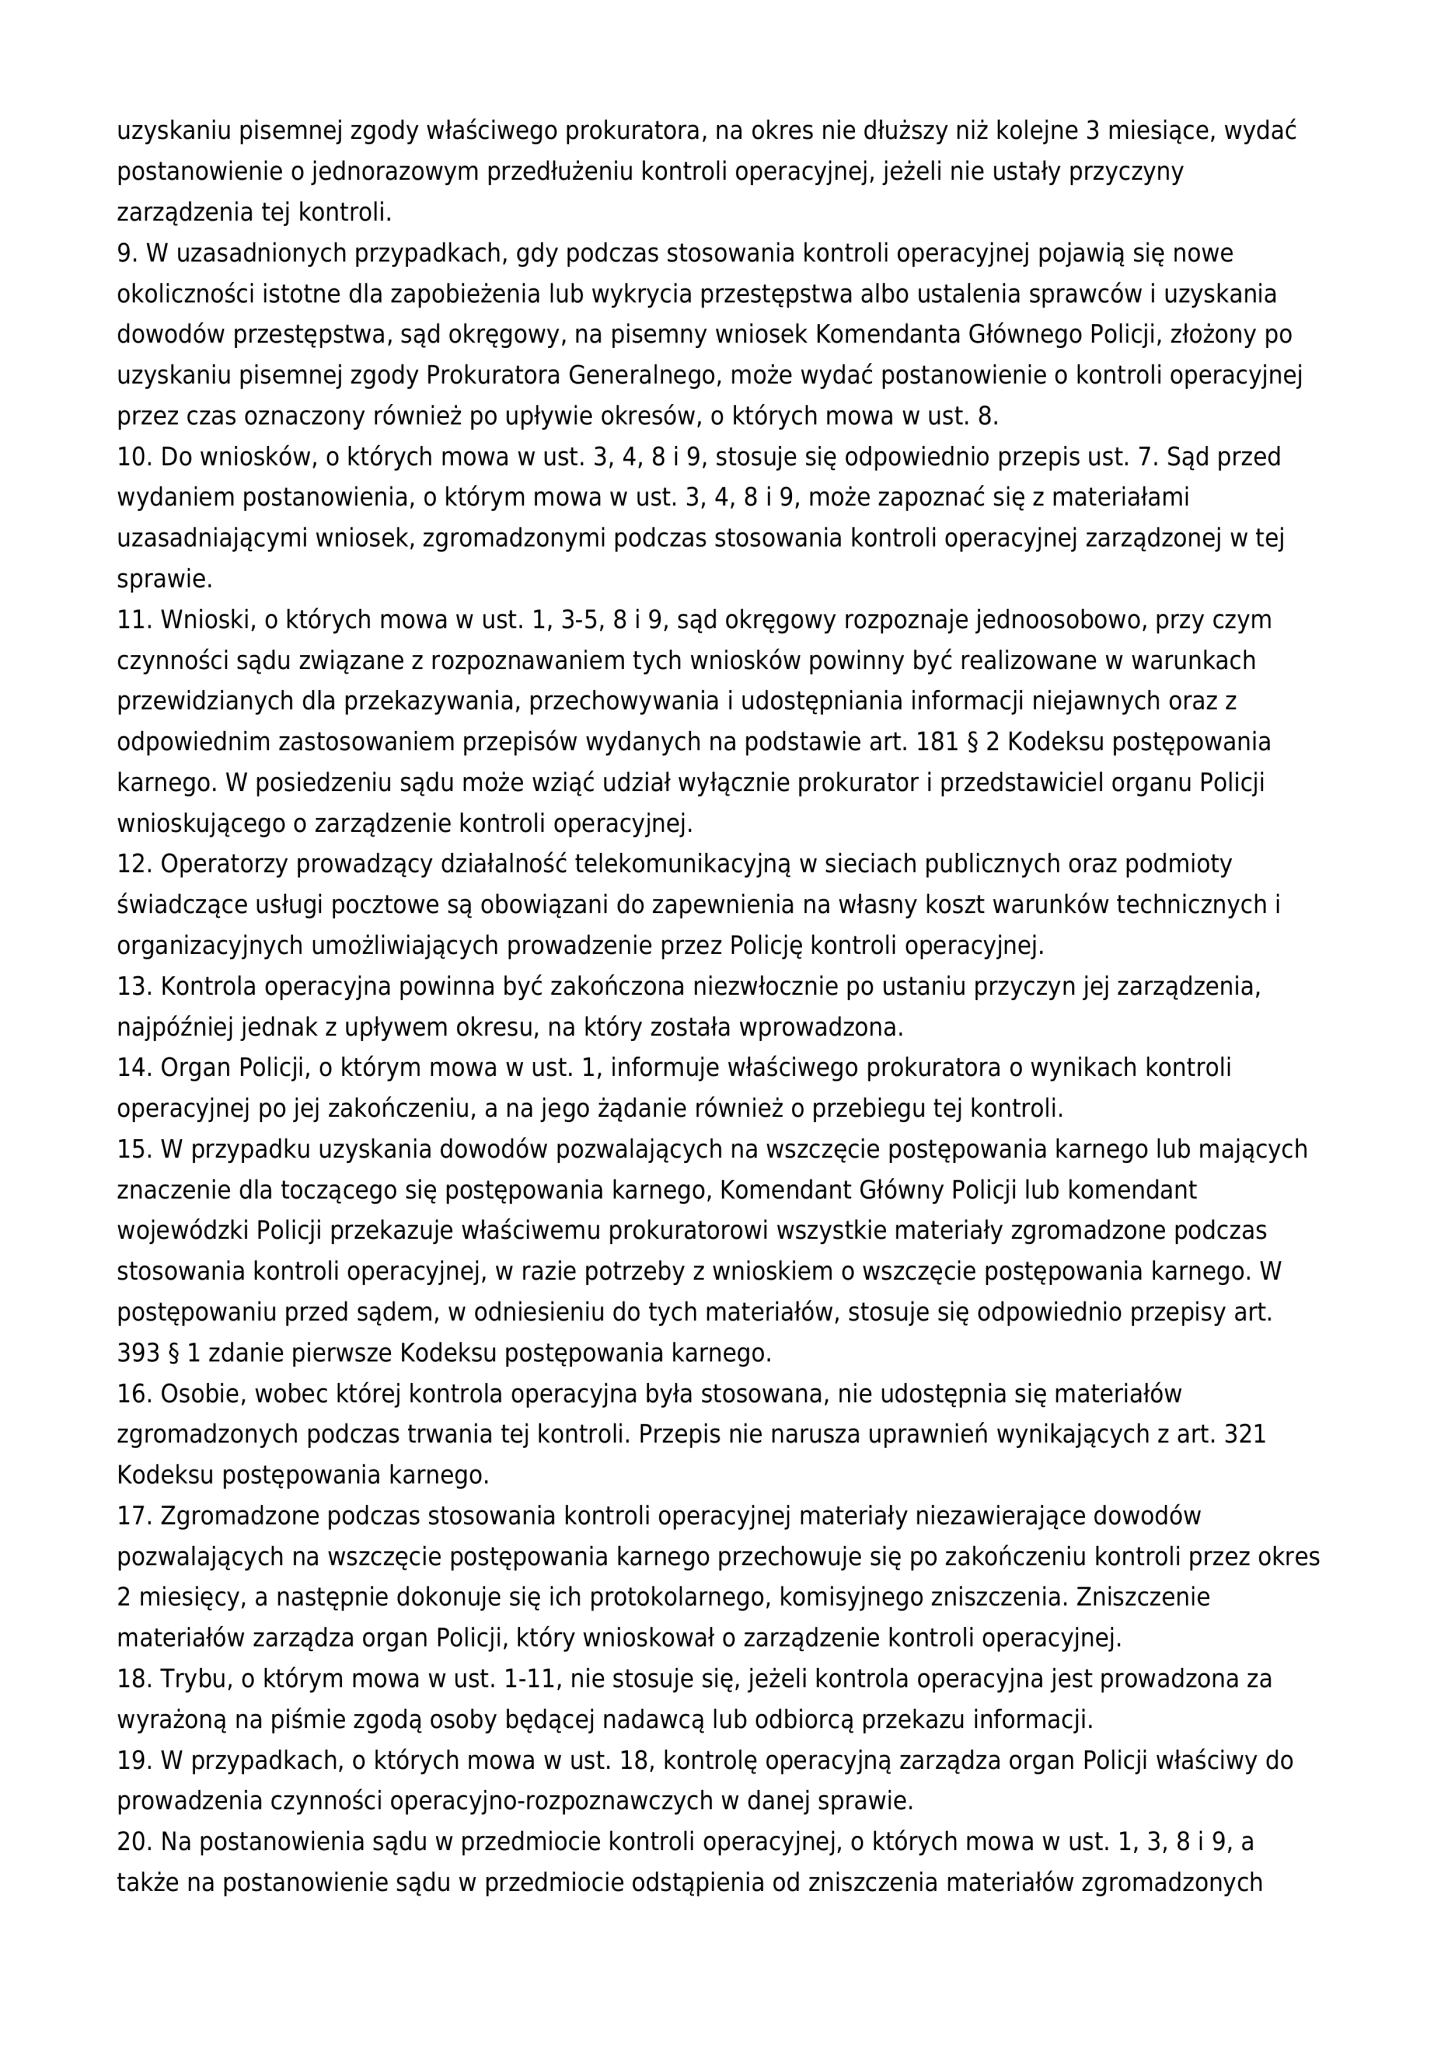 uzyskaniu pisemnej zgody właściwego prokuratora, na okres nie dłuższy niż kolejne 3 miesiące, wydać
postanowienie o jednorazowym przedłużeniu kontroli operacyjnej, jeżeli nie ustały przyczyny
zarządzenia tej kontroli.
9. W uzasadnionych przypadkach, gdy podczas stosowania kontroli operacyjnej pojawią się nowe
okoliczności istotne dla zapobieżenia lub wykrycia przestępstwa albo ustalenia sprawców i uzyskania
dowodów przestępstwa, sąd okręgowy, na pisemny wniosek Komendanta Głównego Policji, złożony po
uzyskaniu pisemnej zgody Prokuratora Generalnego, może wydać postanowienie o kontroli operacyjnej
przez czas oznaczony również po upływie okresów, o których mowa w ust. 8.
10. Do wniosków, o których mowa w ust. 3, 4, 8 i 9, stosuje się odpowiednio przepis ust. 7. Sąd przed
wydaniem postanowienia, o którym mowa w ust. 3, 4, 8 i 9, może zapoznać się z materiałami
uzasadniającymi wniosek, zgromadzonymi podczas stosowania kontroli operacyjnej zarządzonej w tej
sprawie.
11. Wnioski, o których mowa w ust. 1, 3-5, 8 i 9, sąd okręgowy rozpoznaje jednoosobowo, przy czym
czynności sądu związane z rozpoznawaniem tych wniosków powinny być realizowane w warunkach
przewidzianych dla przekazywania, przechowywania i udostępniania informacji niejawnych oraz z
odpowiednim zastosowaniem przepisów wydanych na podstawie art. 181 § 2 Kodeksu postępowania
karnego. W posiedzeniu sądu może wziąć udział wyłącznie prokurator i przedstawiciel organu Policji
wnioskującego o zarządzenie kontroli operacyjnej.
12. Operatorzy prowadzący działalność telekomunikacyjną w sieciach publicznych oraz podmioty
świadczące usługi pocztowe są obowiązani do zapewnienia na własny koszt warunków technicznych i
organizacyjnych umożliwiających prowadzenie przez Policję kontroli operacyjnej.
13. Kontrola operacyjna powinna być zakończona niezwłocznie po ustaniu przyczyn jej zarządzenia,
najpóźniej jednak z upływem okresu, na który została wprowadzona.
14. Organ Policji, o którym mowa w ust. 1, informuje właściwego prokuratora o wynikach kontroli
operacyjnej po jej zakończeniu, a na jego żądanie również o przebiegu tej kontroli.
15. W przypadku uzyskania dowodów pozwalających na wszczęcie postępowania karnego lub mających
znaczenie dla toczącego się postępowania karnego, Komendant Główny Policji lub komendant
wojewódzki Policji przekazuje właściwemu prokuratorowi wszystkie materiały zgromadzone podczas
stosowania kontroli operacyjnej, w razie potrzeby z wnioskiem o wszczęcie postępowania karnego. W
postępowaniu przed sądem, w odniesieniu do tych materiałów, stosuje się odpowiednio przepisy art.
393 § 1 zdanie pierwsze Kodeksu postępowania karnego.
16. Osobie, wobec której kontrola operacyjna była stosowana, nie udostępnia się materiałów
zgromadzonych podczas trwania tej kontroli. Przepis nie narusza uprawnień wynikających z art. 321
Kodeksu postępowania karnego.
17. Zgromadzone podczas stosowania kontroli operacyjnej materiały niezawierające dowodów
pozwalających na wszczęcie postępowania karnego przechowuje się po zakończeniu kontroli przez okres
2 miesięcy, a następnie dokonuje się ich protokolarnego, komisyjnego zniszczenia. Zniszczenie
materiałów zarządza organ Policji, który wnioskował o zarządzenie kontroli operacyjnej.
18. Trybu, o którym mowa w ust. 1-11, nie stosuje się, jeżeli kontrola operacyjna jest prowadzona za
wyrażoną na piśmie zgodą osoby będącej nadawcą lub odbiorcą przekazu informacji.
19. W przypadkach, o których mowa w ust. 18, kontrolę operacyjną zarządza organ Policji właściwy do
prowadzenia czynności operacyjno-rozpoznawczych w danej sprawie.
20. Na postanowienia sądu w przedmiocie kontroli operacyjnej, o których mowa w ust. 1, 3, 8 i 9, a
także na postanowienie sądu w przedmiocie odstąpienia od zniszczenia materiałów zgromadzonych